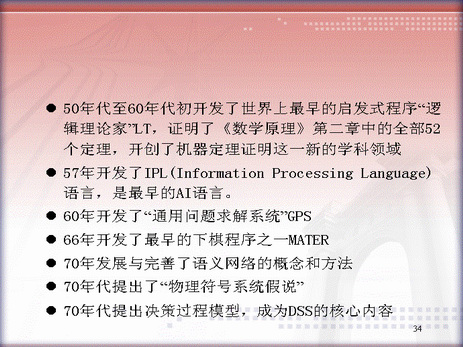 ● 50年代至60年代初开发了世界上最早的启发式程序“逻
辑理论家”LT，证明了《数学原理》第二章中的全部52
个定理，开创了机器定理证明这一新的学科领域
● 57年开发了IPL(Information Processing Language)
语言，是最早的AI语言。
● 60年开发了“通用问题求解系统”GPS
● 66年开发了最早的下棋程序之一MATER
● 70年发展与完善了语义网络的概念和方法
● 70年代提出了“物理符号系统假说”
● 70年代提出决策过程模型，成为DSS的核心内容
34